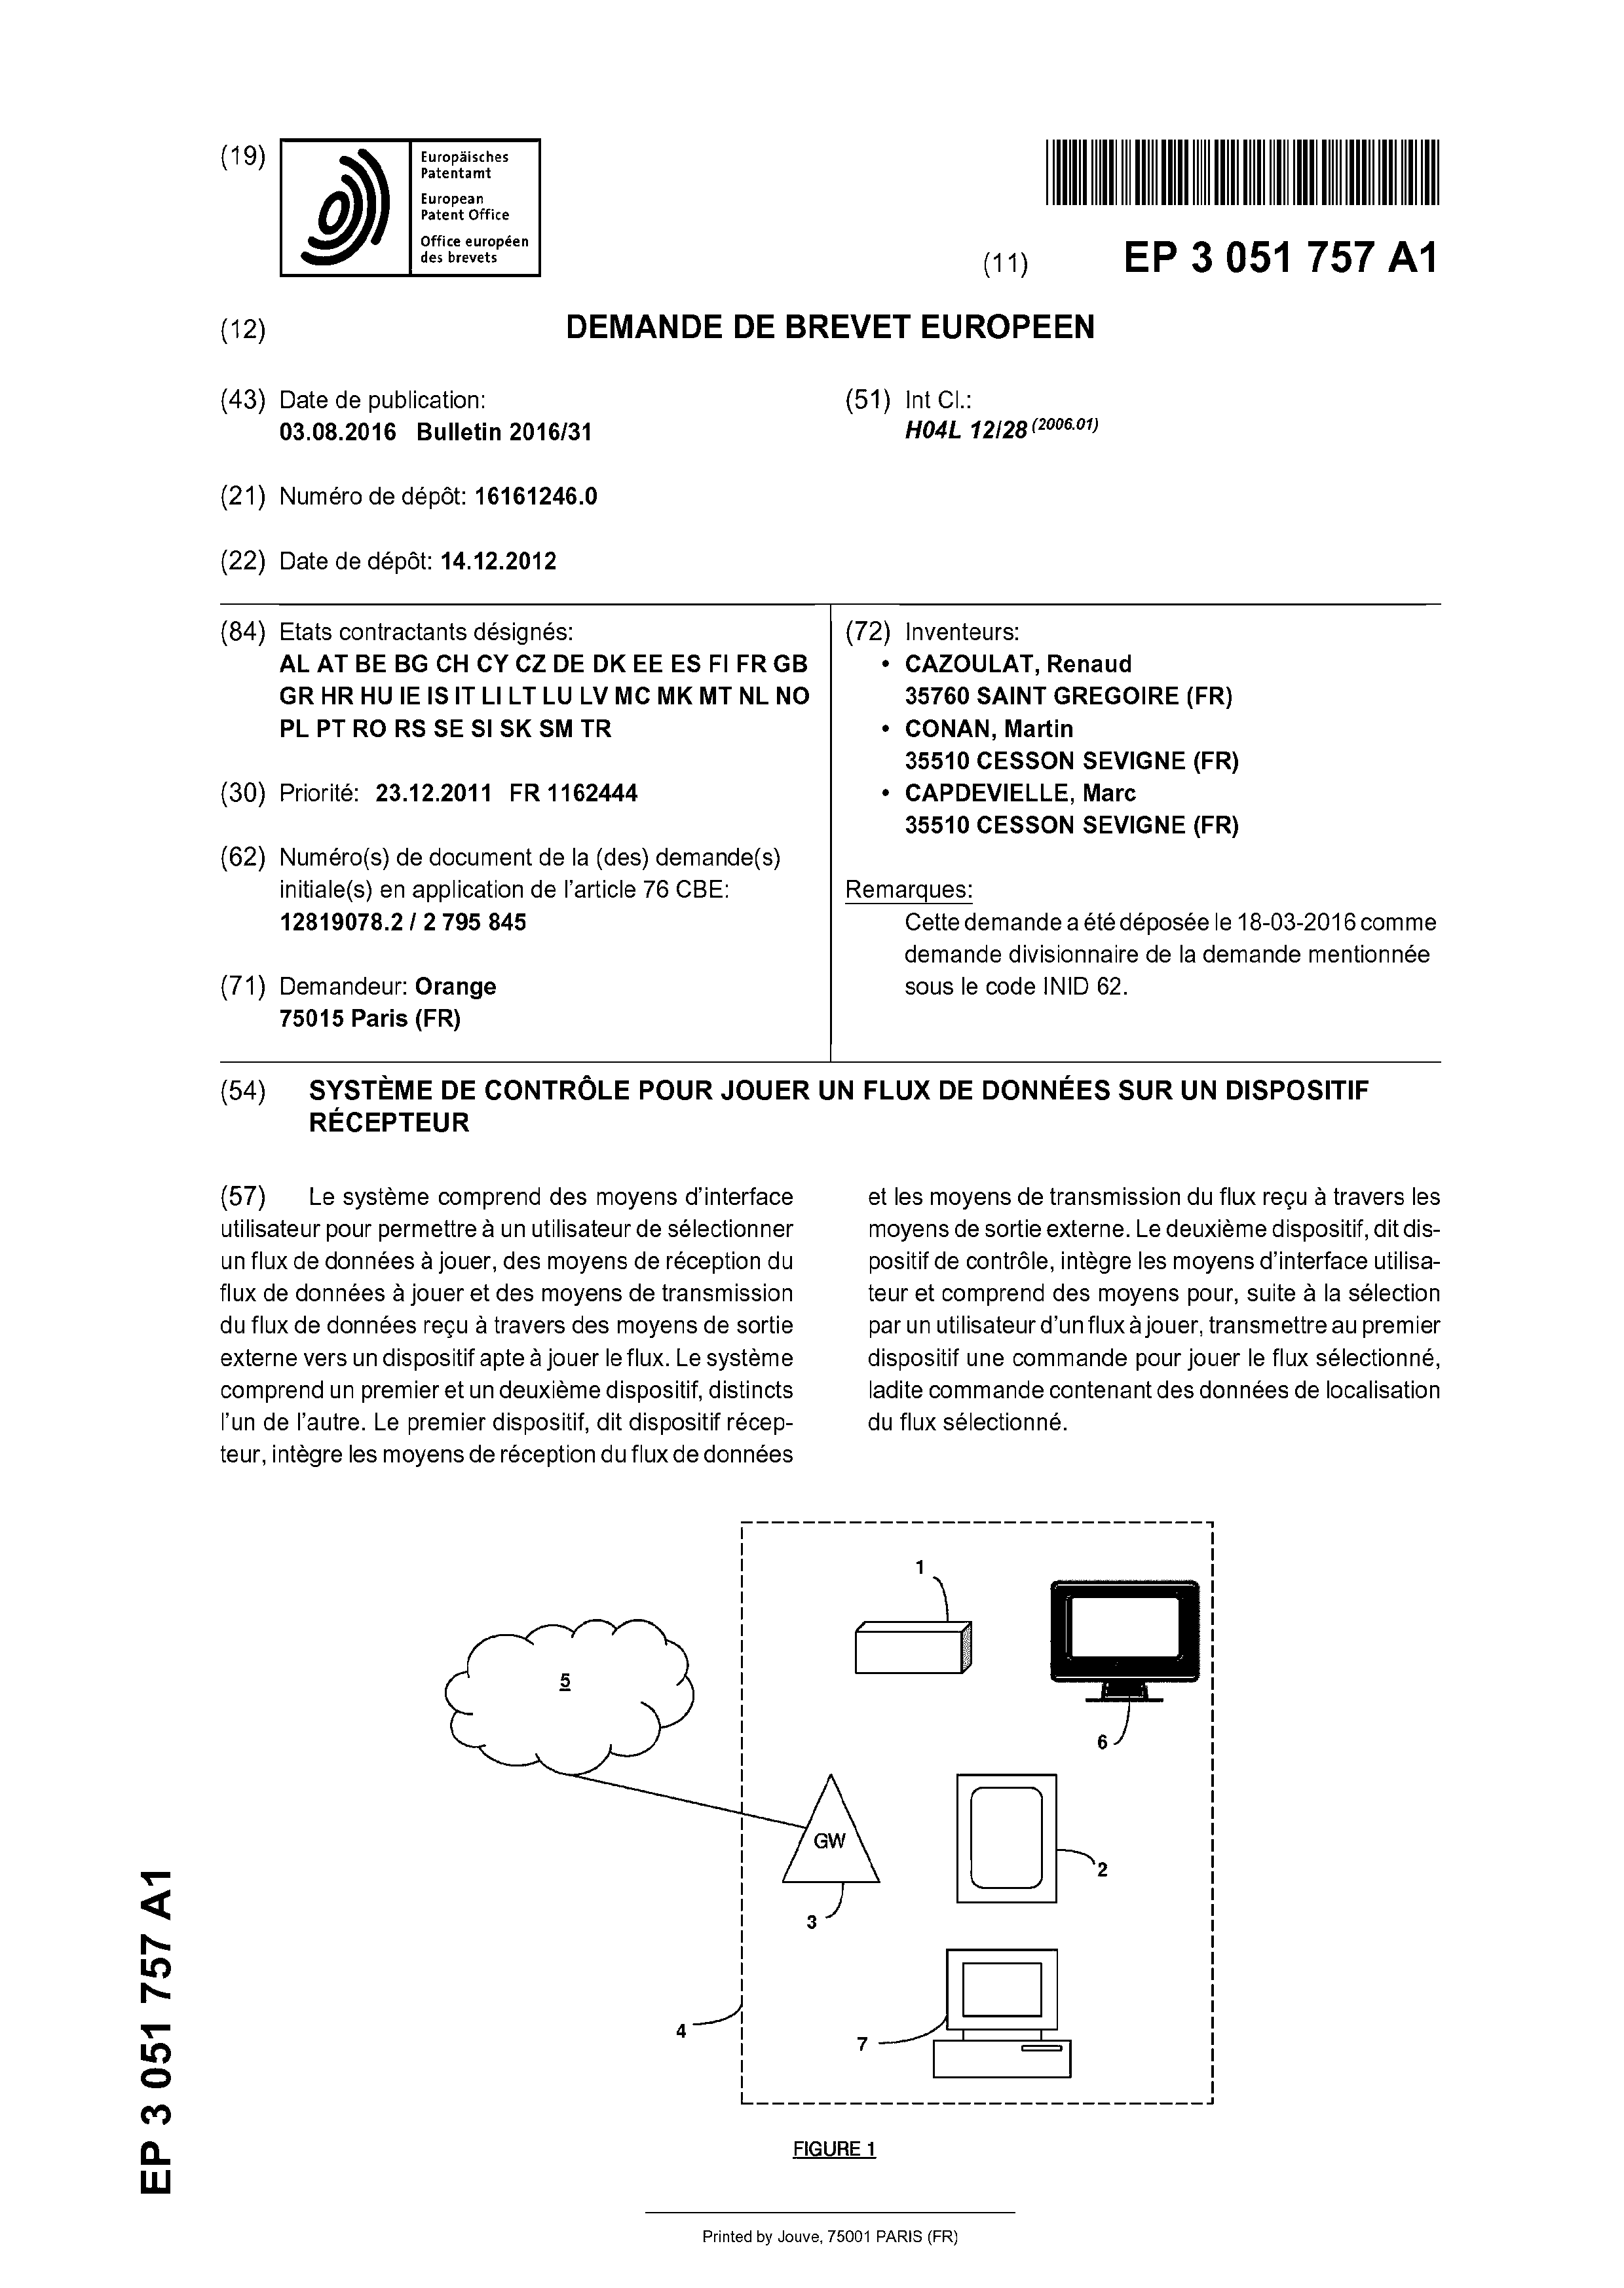 (19)
Europäisches
Patentamt
European
Patent Office
Office européen
des brevets
(11)
EP 3 051 757 A1
(12)
DEMANDE DE BREVET EUROPEEN
(43) Date de publication:
03.08.2016 Bulletin 2016/31
(51) Int Cl.:
H04L 12/28 (2006.01)
(21) Numéro de dépôt: 16161246.0
(22) Date de dépôt: 14.12.2012
(84) Etats contractants désignés:
AL AT BE BG CH CY CZ DE DK EE ES FI FR GB
GR HR HU IE IS IT LI LT LU LV MC MK MT NL NO
PL PT RO RS SE SI SK SM TR
(30) Priorité: 23.12.2011 FR 1162444
(62) Numéro(s) de document de la (des) demande(s)
initiale(s) en application de l'article 76 CBE:
12819078.2 / 2 795 845
(71) Demandeur: Orange
75015 Paris (FR)
(72) Inventeurs:
• CAZOULAT, Renaud
35760 SAINT GREGOIRE (FR)
• CONAN, Martin
35510 CESSON SEVIGNE (FR)
• CAPDEVIELLE, Marc
35510 CESSON SEVIGNE (FR)
Remarques:
Cette demande a été déposée le 18-03-2016 comme
demande divisionnaire de la demande mentionnée
sous le code INID 62.
(54) SYSTÈME DE CONTRÔLE POUR JOUER UN FLUX DE DONNÉES SUR UN DISPOSITIF
RÉCEPTEUR
(57) Le système comprend des moyens d'interface
utilisateur pour permettre à un utilisateur de sélectionner
un flux de données à jouer, des moyens de réception du
flux de données à jouer et des moyens de transmission
du flux de données reçu à travers des moyens de sortie
externe vers un dispositif apte à jouer le flux. Le système
comprend un premier et un deuxième dispositif, distincts
l'un de l'autre. Le premier dispositif, dit dispositif récep-
teur, intègre les moyens de réception du flux de données
et les moyens de transmission du flux reçu à travers les
moyens de sortie externe. Le deuxième dispositif, dit dis-
positif de contrôle, intègre les moyens d'interface utilisa-
teur et comprend des moyens pour, suite à la sélection
par un utilisateur d'un flux à jouer, transmettre au premier
dispositif une commande pour jouer le flux sélectionné,
ladite commande contenant des données de localisation
du flux sélectionné.
1
5
6
GW
2
3
4
7
FIGURE 1
EP 3 051 757 A1
Printed by Jouve, 75001 PARIS (FR)